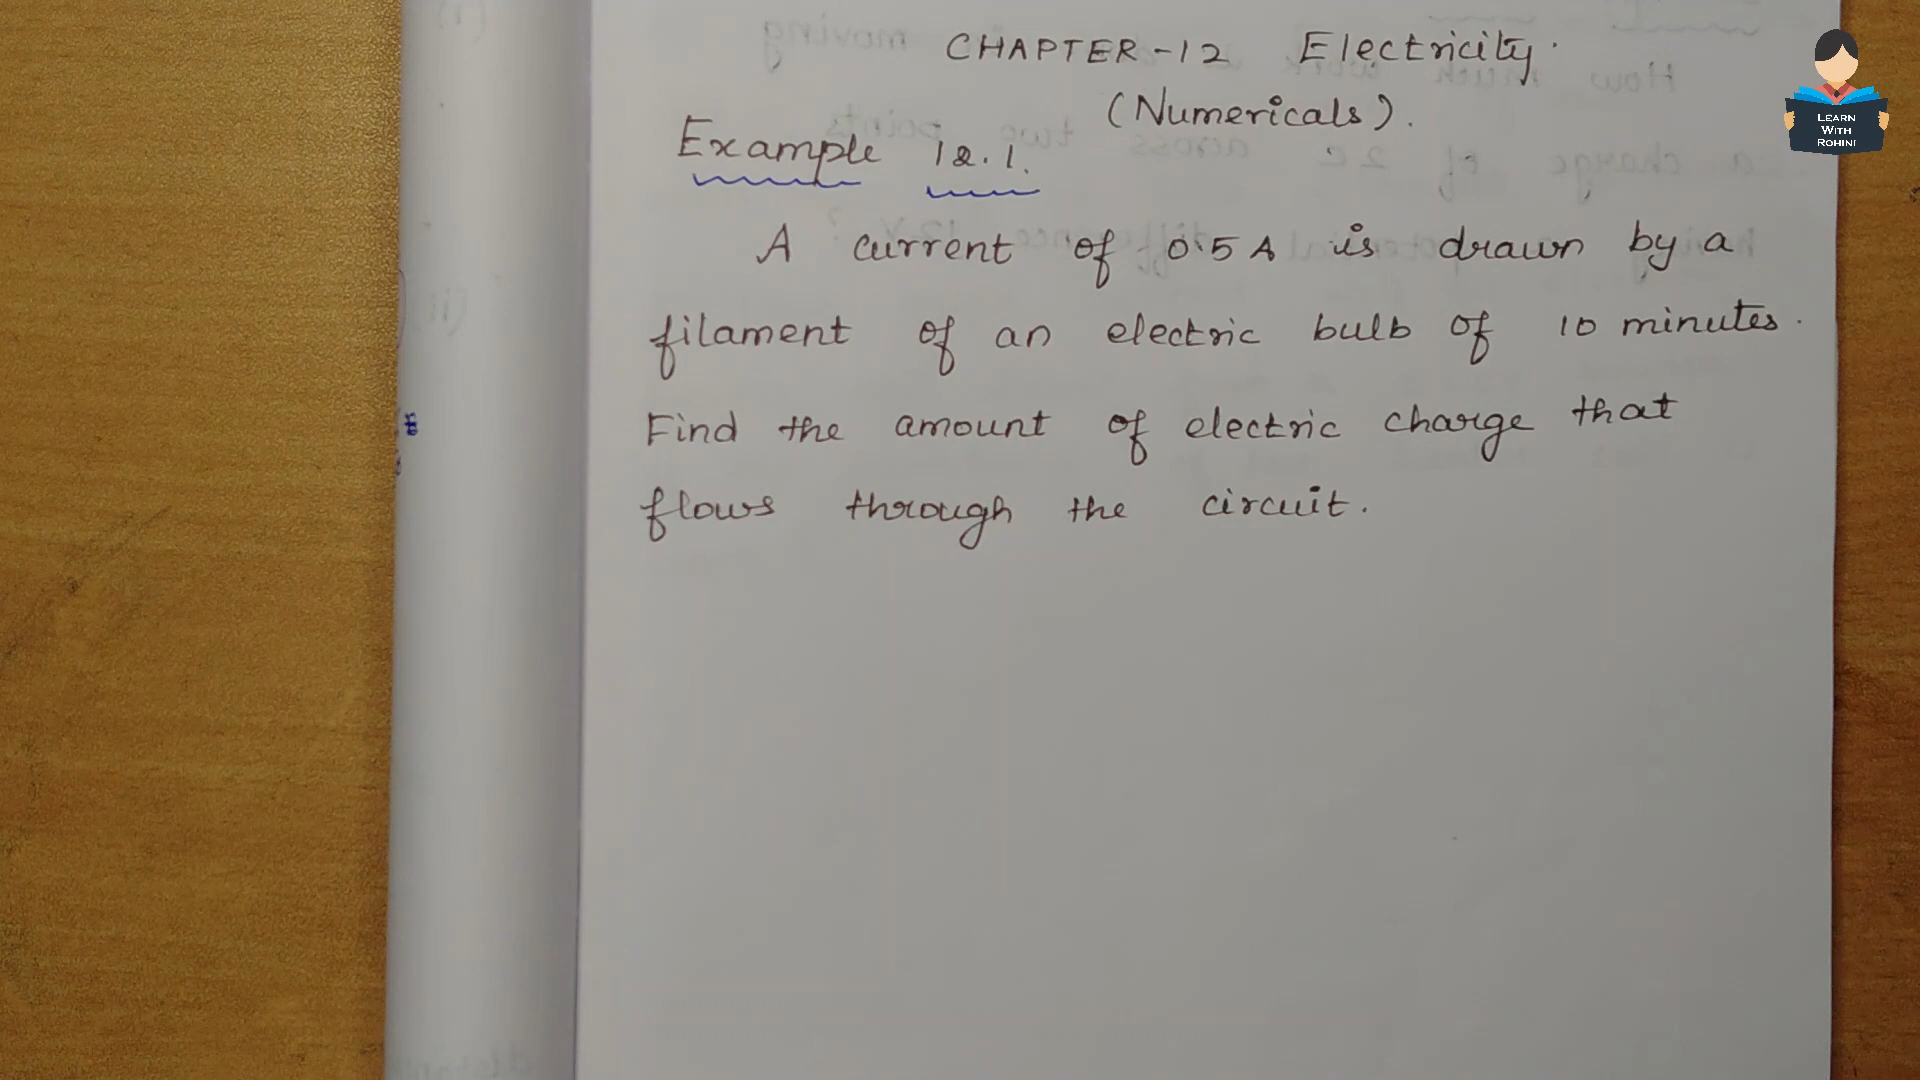 CHAPTER-12 Electricity.
(Numericals).
Example 12.1.
A current of 0.5 A is drawn by a
filament of an electric bulb of 10 minutes.
Find the amount of electric charge that
flows through the circuit.
LEARN
WITH
ROHINI